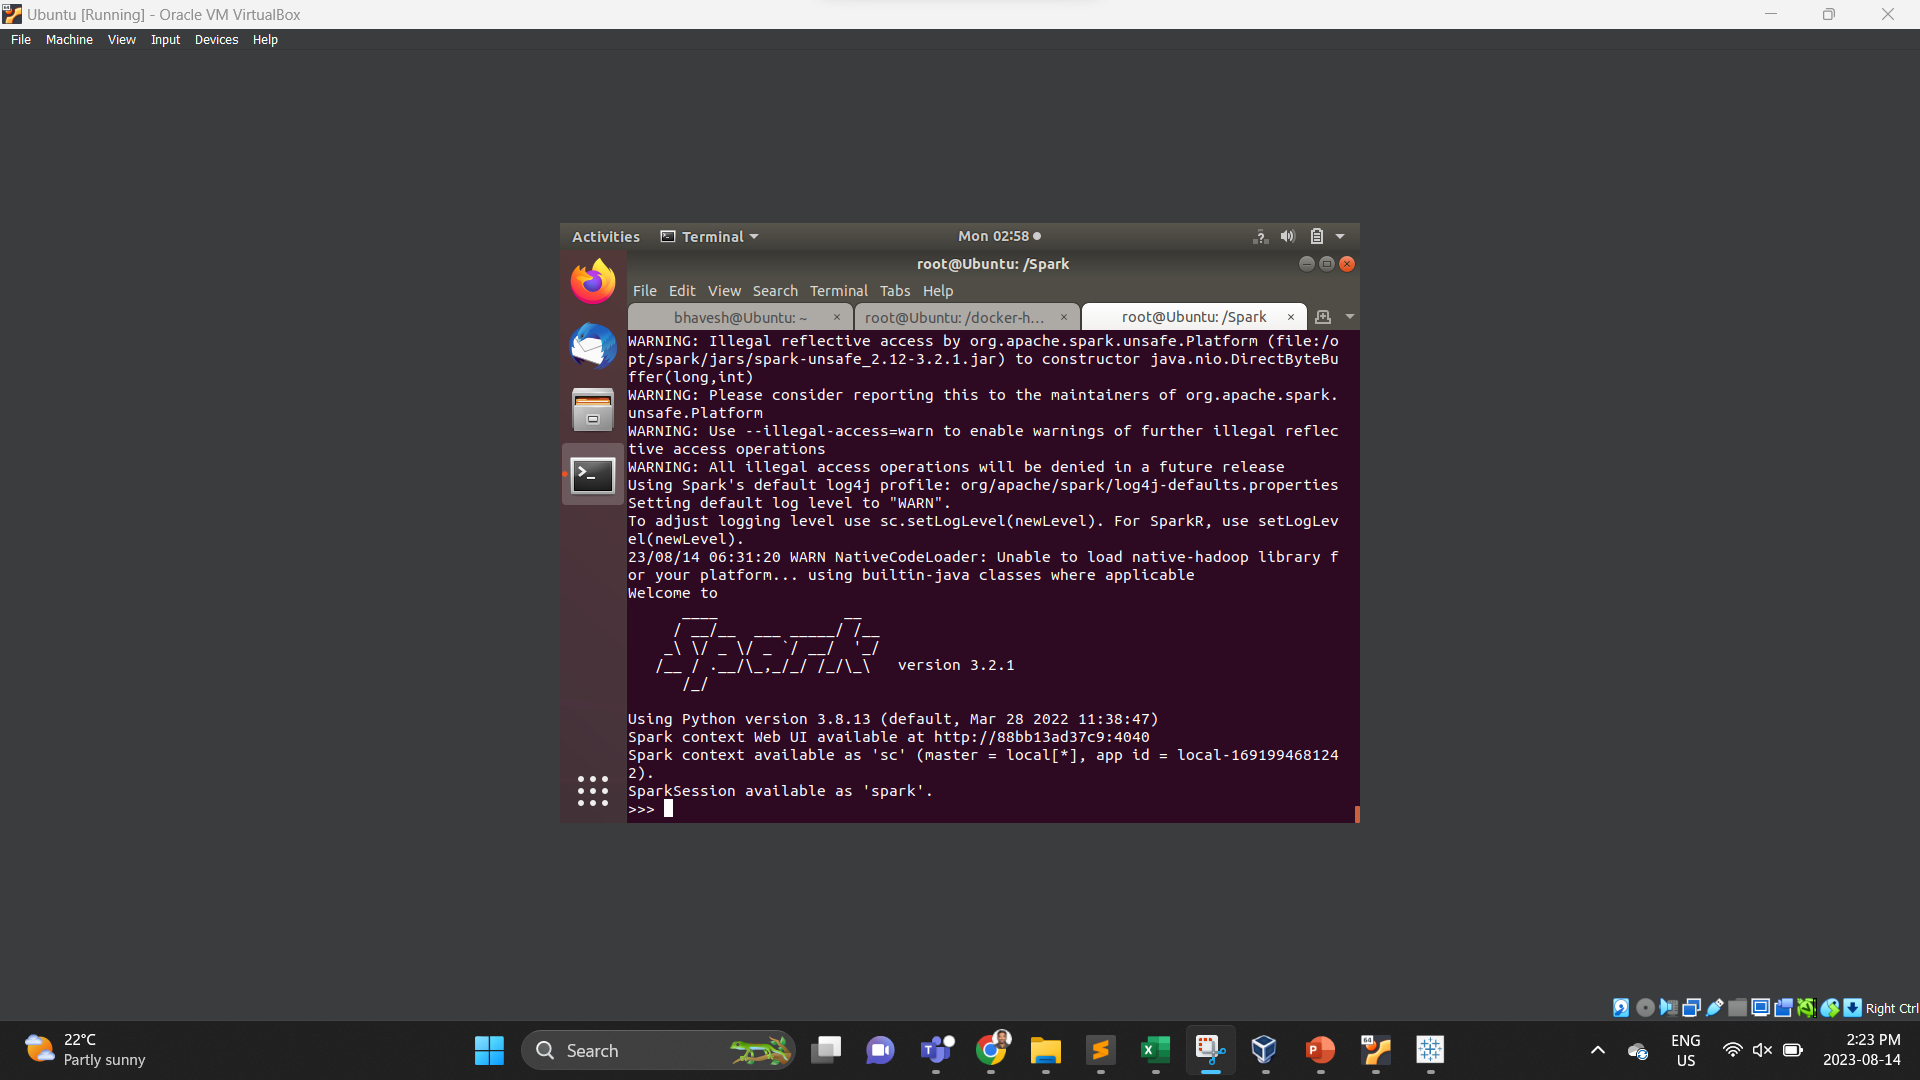 Ubuntu [Running] - Oracle VM VirtualBox
File Machine View Input Devices Help
Activities Terminal Mon 02:58
root@Ubuntu: /Spark
File Edit View Search Terminal Tabs Help
bhavesh@Ubuntu: ~ × root@Ubuntu: /docker-h... × root@Ubuntu: /Spark ×
WARNING: Illegal reflective access by org.apache.spark.unsafe.Platform (file:/o
pt/spark/jars/spark-unsafe_2.12-3.2.1.jar) to constructor java.nio.DirectByteBu
ffer(long,int)
WARNING: Please consider reporting this to the maintainers of org.apache.spark.
unsafe.Platform
WARNING: Use --illegal-access=warn to enable warnings of further illegal reflec
tive access operations
WARNING: All illegal access operations will be denied in a future release
Using Spark's default log4j profile: org/apache/spark/log4j-defaults.properties
Setting default log level to "WARN".
To adjust logging level use sc.setLogLevel(newLevel). For SparkR, use setLogLev
el(newLevel).
23/08/14 06:31:20 WARN NativeCodeLoader: Unable to load native-hadoop library f
or your platform... using builtin-java classes where applicable
Welcome to
      ____              __
     / __/__  ___ _____/ /__
    _\ \/ _ \/ _ `/ __/  '_/
   /__ / .__/\_,_/_/ /_/\_\   version 3.2.1
      /_/
Using Python version 3.8.13 (default, Mar 28 2022 11:38:47)
Spark context Web UI available at http://88bb13ad37c9:4040
Spark context available as 'sc' (master = local[*], app id = local-169199468124
2).
SparkSession available as 'spark'.
>>>
Right Ctrl
22°C
Partly sunny
Search
ENG
US
2:23 PM
2023-08-14